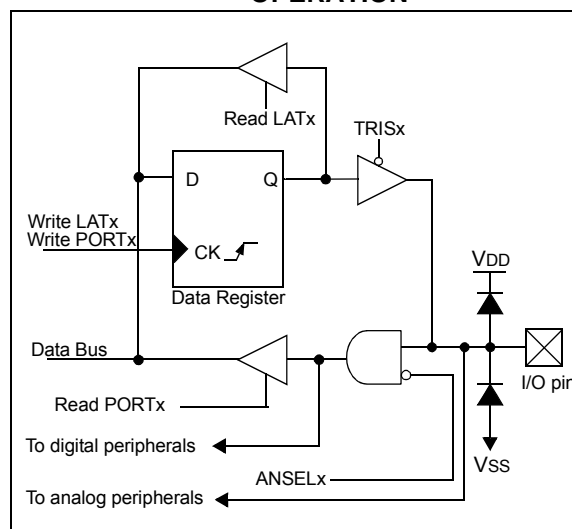 OPERATION
Read LATx
TRISx
D
Q
Write LATx
Write PORTx
CK
Data Register
VDD
Data Bus
I/O pin
Read PORTx
To digital peripherals
ANSELx
VSS
To analog peripherals